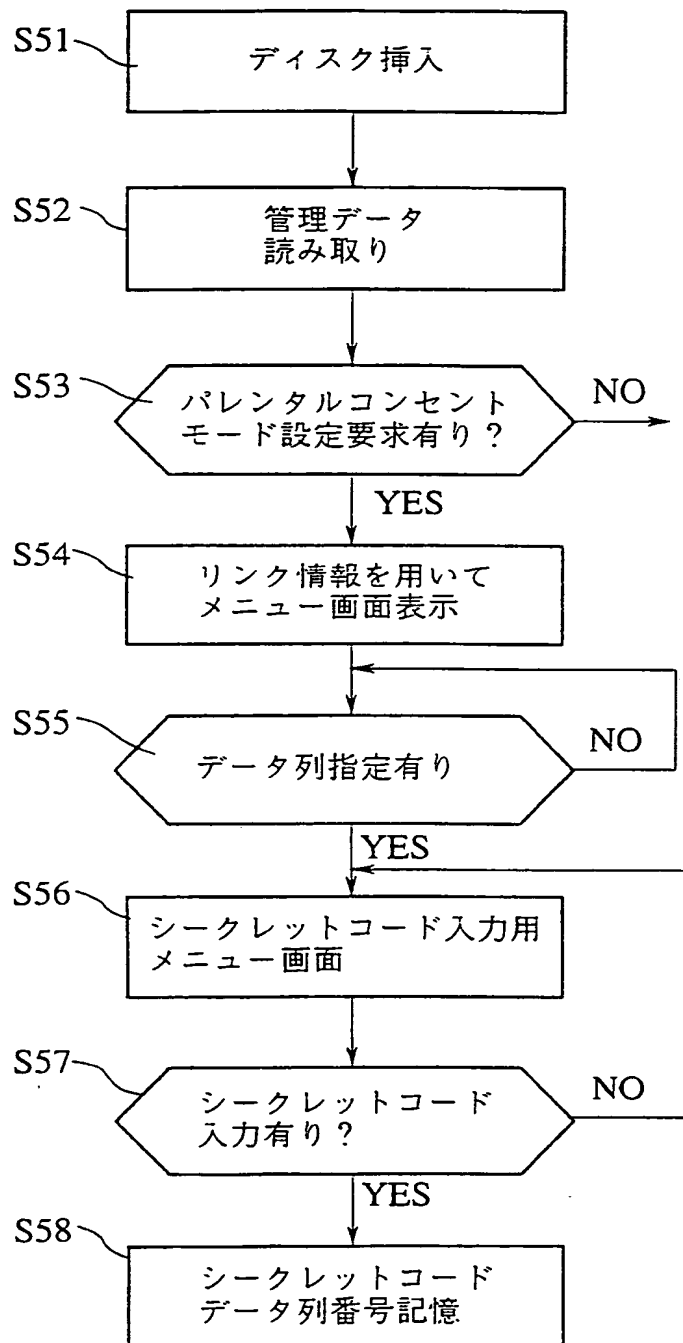 S51
ディスク挿入
S52
管理データ
読み取り
S53
パレンタルコンセント
モード設定要求有り?
NO
YES
S54
リンク情報を用いて
メニュー画面表示
S55
データ列指定有り
NO
YES
S56
シークレットコード入力用
メニュー画面
S57
シークレットコード
入力有り?
NO
YES
S58
シークレットコード
データ列番号記憶